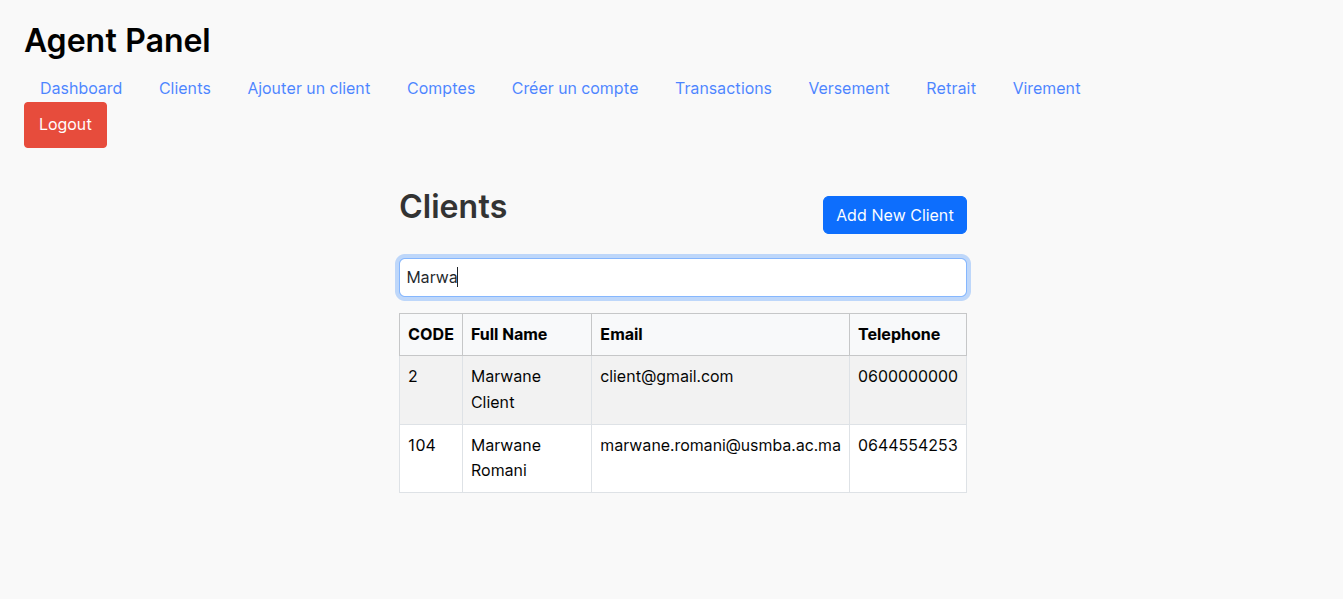 Agent Panel
Dashboard Clients Ajouter un client Comptes Créer un compte Transactions Versement Retrait Virement
Logout
Clients
Add New Client
Marwa
CODE Full Name Email Telephone
2 Marwane client@gmail.com 0600000000
Client
104 Marwane marwane.romani@usmba.ac.ma 0644554253
Romani